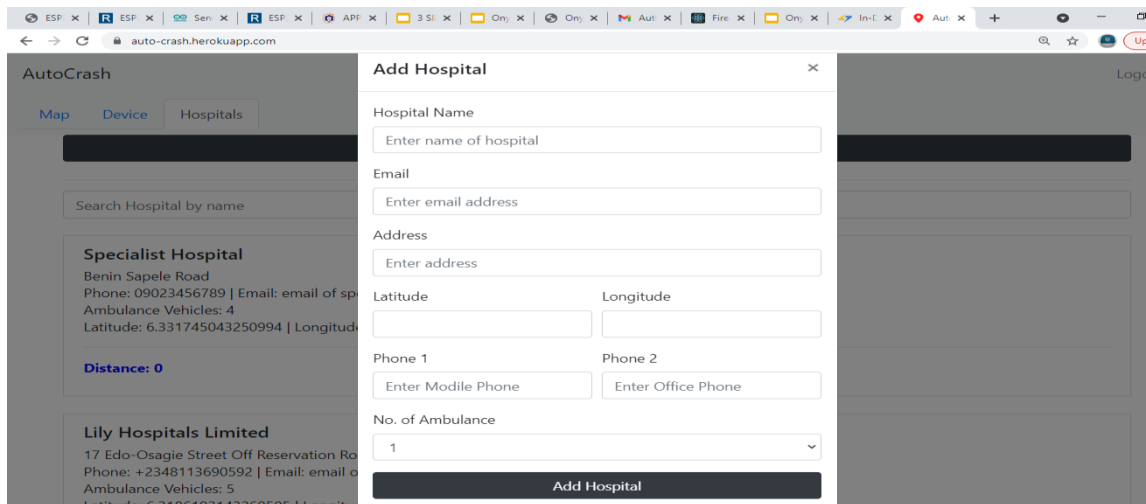 ESP
ESP
Sen
ESP
APP
3 Sl
On
On
M Aut
Fire
On
In-D
Aut
auto-crash.herokuapp.com
Up
AutoCrash
Logo
Map Device Hospitals
Search Hospital by name
Specialist Hospital
Benin Sapele Road
Phone: 09023456789 | Email: email of sp
Ambulance Vehicles: 4
Latitude: 6.331745043250994 | Longitud
Distance: 0
Lily Hospitals Limited
17 Edo-Osagie Street Off Reservation Ro
Phone: +2348113690592 | Email: email o
Ambulance Vehicles: 5
Add Hospital
Hospital Name
Enter name of hospital
Email
Enter email address
Address
Enter address
Latitude Longitude
Phone 1 Phone 2
Enter Modile Phone Enter Office Phone
No. of Ambulance
1
Add Hospital